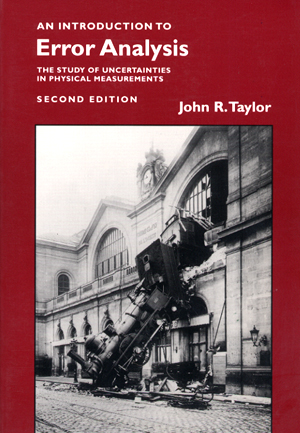 AN INTRODUCTION TO
Error Analysis
THE STUDY OF UNCERTAINTIES
IN PHYSICAL MEASUREMENTS
SECOND EDITION
John R. Taylor